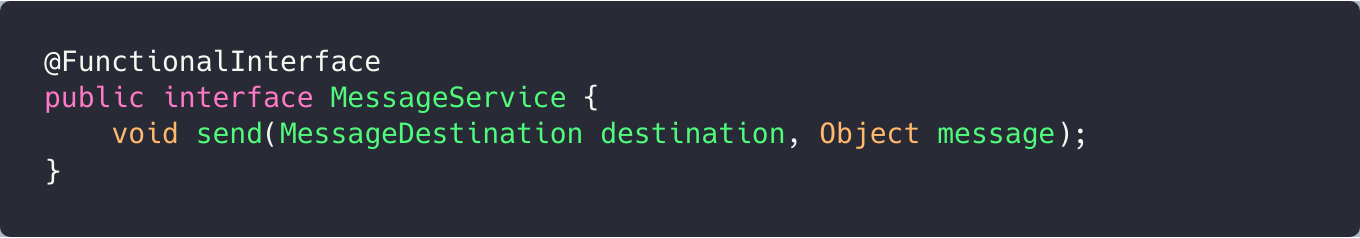 @FunctionalInterface
public interface MessageService {
    void send(MessageDestination destination, Object message);
}